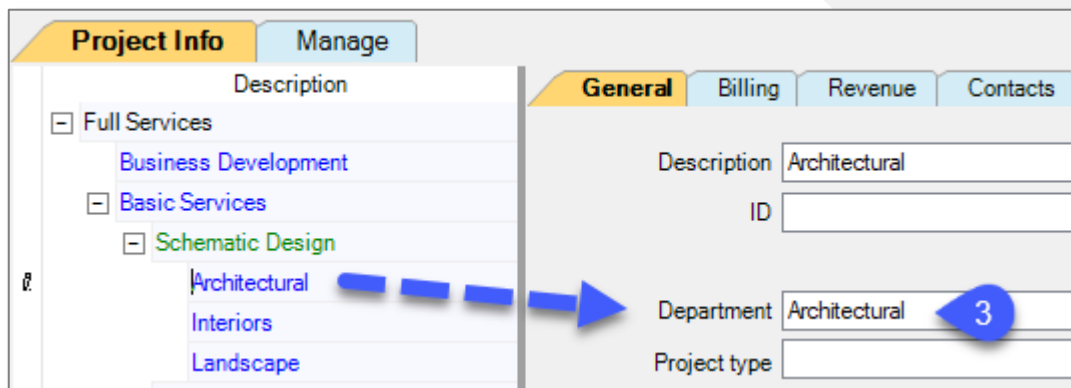 Project Info Manage
Description
Full Services
Business Development
Basic Services
Schematic Design
Architectural
Interiors
Landscape
General Billing Revenue Contacts
Description Architectural
ID
Department Architectural 3
Project type